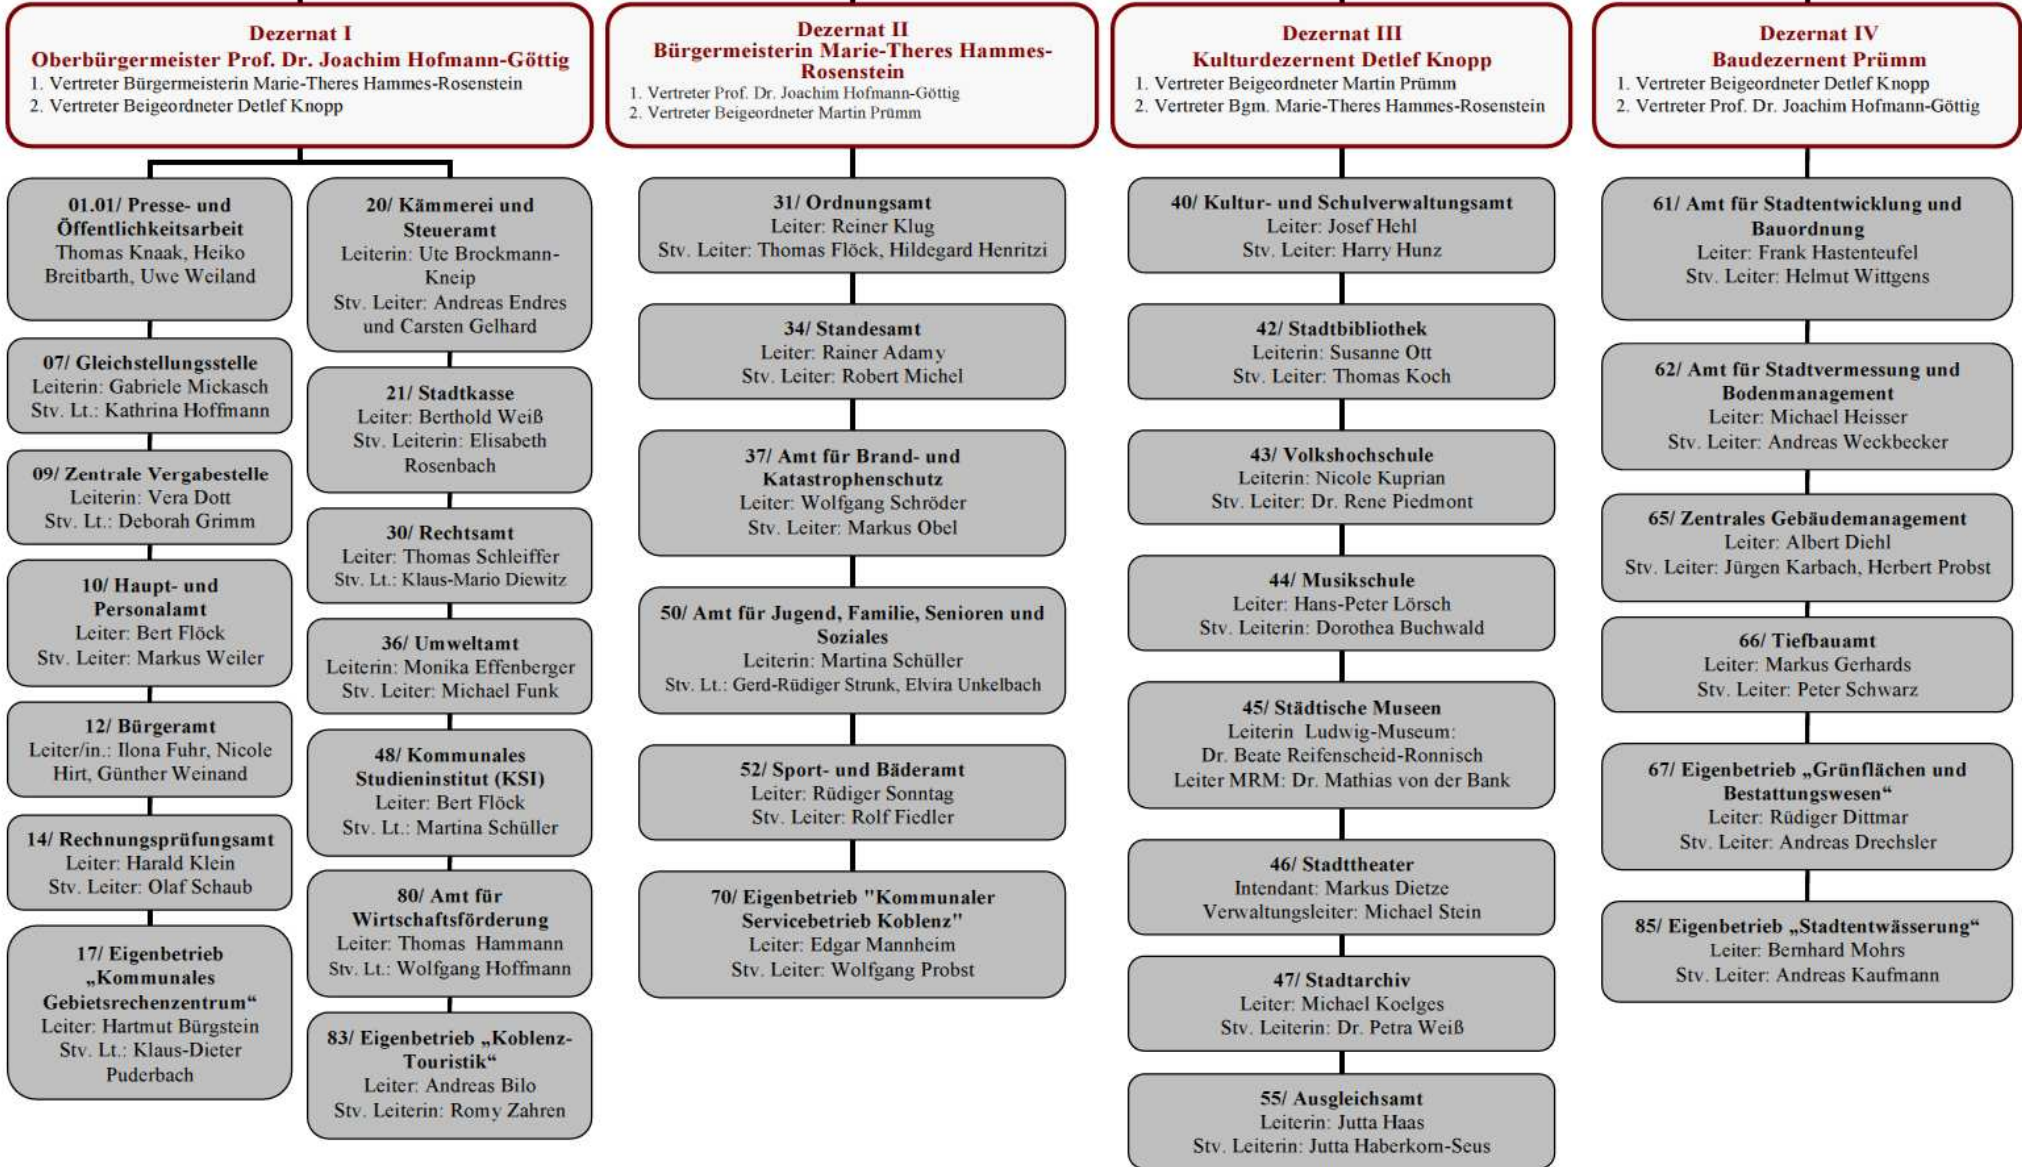 Dezernat I
Oberbürgermeister Prof. Dr. Joachim Hofmann-Göttig
1. Vertreter Bürgermeisterin Marie-Theres Hammes-Rosenstein
2. Vertreter Beigeordneter Detlef Knopp
01.01/ Presse- und
Öffentlichkeitsarbeit
Thomas Knaak, Heiko
Breitbarth, Uwe Weiland
07/ Gleichstellungsstelle
Leiterin: Gabriele Mickasch
Stv. Lt.: Kathrina Hoffmann
09/ Zentrale Vergabestelle
Leiterin: Vera Dott
Stv. Lt.: Deborah Grimm
10/ Haupt- und
Personalamt
Leiter: Bert Flöck
Stv. Leiter: Markus Weiler
12/ Bürgeramt
Leiter/in.: Ilona Fuhr, Nicole
Hirt, Günther Weinand
14/ Rechnungsprüfungsamt
Leiter: Harald Klein
Stv. Leiter: Olaf Schaub
17/ Eigenbetrieb
„Kommunales
Gebietsrechenzentrum“
Leiter: Hartmut Bürgstein
Stv. Lt.: Klaus-Dieter
Puderbach
20/ Kämmerei und
Steueramt
Leiterin: Ute Brockmann-
Kneip
Stv. Leiter: Andreas Endres
und Carsten Gelhard
21/ Stadtkasse
Leiter: Berthold Weiß
Stv. Leiterin: Elisabeth
Rosenbach
30/ Rechtsamt
Leiter: Thomas Schleiffer
Stv. Lt.: Klaus-Mario Diewitz
36/ Umweltamt
Leiterin: Monika Effenberger
Stv. Leiter: Michael Funk
48/ Kommunales
Studieninstitut (KSI)
Leiter: Bert Flöck
Stv. Lt.: Martina Schüller
80/ Amt für
Wirtschaftsförderung
Leiter: Thomas Hammann
Stv. Lt.: Wolfgang Hoffmann
83/ Eigenbetrieb „Koblenz-
Touristik“
Leiter: Andreas Bilo
Stv. Leiterin: Romy Zahren
Dezernat II
Bürgermeisterin Marie-Theres Hammes-
Rosenstein
1. Vertreter Prof. Dr. Joachim Hofmann-Göttig
2. Vertreter Beigeordneter Martin Prümm
31/ Ordnungsamt
Leiter: Reiner Klug
Stv. Leiter: Thomas Flöck, Hildegard Henritzi
34/ Standesamt
Leiter: Rainer Adamy
Stv. Leiter: Robert Michel
37/ Amt für Brand- und
Katastrophenschutz
Leiter: Wolfgang Schröder
Stv. Leiter: Markus Obel
50/ Amt für Jugend, Familie, Senioren und
Soziales
Leiterin: Martina Schüller
Stv. Lt.: Gerd-Rüdiger Strunk, Elvira Unkelbach
52/ Sport- und Bäderamt
Leiter: Rüdiger Sonntag
Stv. Leiter: Rolf Fiedler
70/ Eigenbetrieb "Kommunaler
Servicebetrieb Koblenz"
Leiter: Edgar Mannheim
Stv. Leiter: Wolfgang Probst
Dezernat III
Kulturdezernent Detlef Knopp
1. Vertreter Beigeordneter Martin Prümm
2. Vertreter Bgm. Marie-Theres Hammes-Rosenstein
40/ Kultur- und Schulverwaltungsamt
Leiter: Josef Hehl
Stv. Leiter: Harry Hunz
42/ Stadtbibliothek
Leiterin: Susanne Ott
Stv. Leiter: Thomas Koch
43/ Volkshochschule
Leiterin: Nicole Kuprian
Stv. Leiter: Dr. Rene Piedmont
44/ Musikschule
Leiter: Hans-Peter Lörsch
Stv. Leiterin: Dorothea Buchwald
45/ Städtische Museen
Leiterin Ludwig-Museum:
Dr. Beate Reifenscheid-Ronnisch
Leiter MRM: Dr. Mathias von der Bank
46/ Stadttheater
Intendant: Markus Dietze
Verwaltungsleiter: Michael Stein
47/ Stadtarchiv
Leiter: Michael Koelges
Stv. Leiterin: Dr. Petra Weiß
55/ Ausgleichsamt
Leiterin: Jutta Haas
Stv. Leiterin: Jutta Haberkorn-Seus
Dezernat IV
Baudezernent Prümm
1. Vertreter Beigeordneter Detlef Knopp
2. Vertreter Prof. Dr. Joachim Hofmann-Göttig
61/ Amt für Stadtentwicklung und
Bauordnung
Leiter: Frank Hastenteufel
Stv. Leiter: Helmut Wittgens
62/ Amt für Stadtvermessung und
Bodenmanagement
Leiter: Michael Heisser
Stv. Leiter: Andreas Weckbecker
65/ Zentrales Gebäudemanagement
Leiter: Albert Diehl
Stv. Leiter: Jürgen Karbach, Herbert Probst
66/ Tiefbauamt
Leiter: Markus Gerhards
Stv. Leiter: Peter Schwarz
67/ Eigenbetrieb „Grünflächen und
Bestattungswesen“
Leiter: Rüdiger Dittmar
Stv. Leiter: Andreas Drechsler
85/ Eigenbetrieb „Stadtentwässerung“
Leiter: Bernhard Mohrs
Stv. Leiter: Andreas Kaufmann